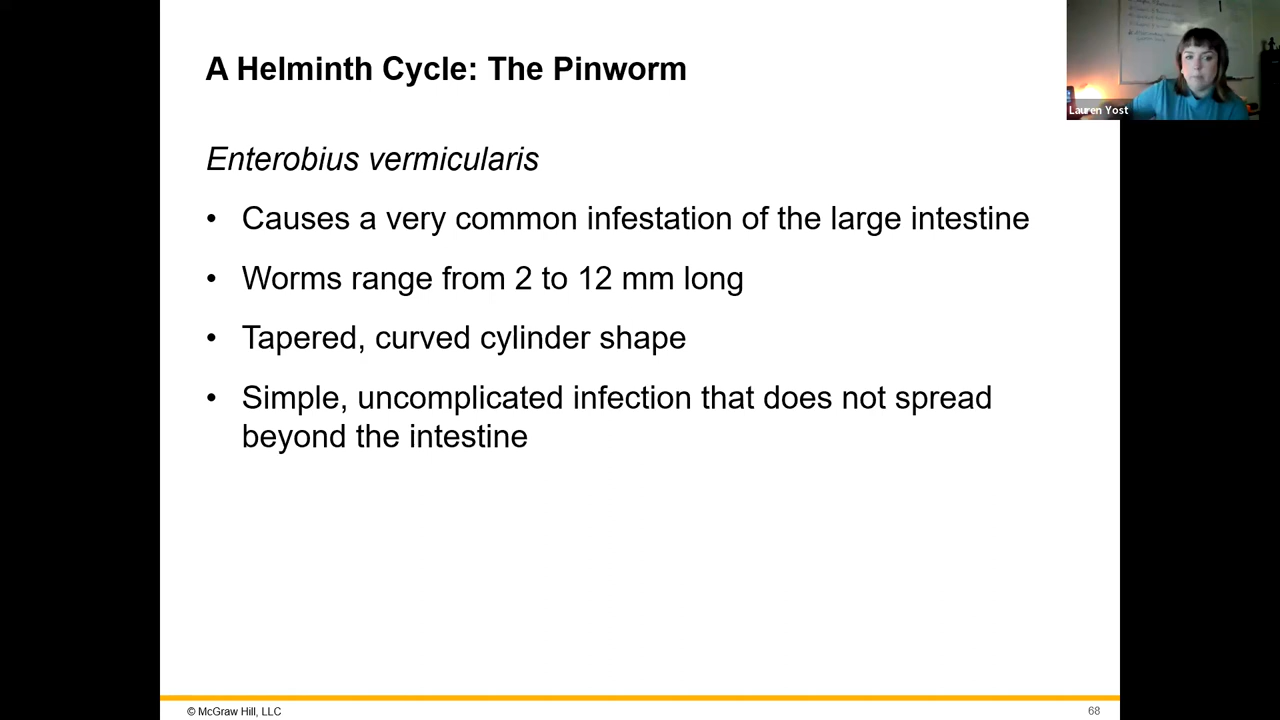 A Helminth Cycle: The Pinworm
Lauren Yost
Enterobius vermicularis
• Causes a very common infestation of the large intestine
• Worms range from 2 to 12 mm long
• Tapered, curved cylinder shape
• Simple, uncomplicated infection that does not spread
beyond the intestine
© McGraw Hill, LLC
68